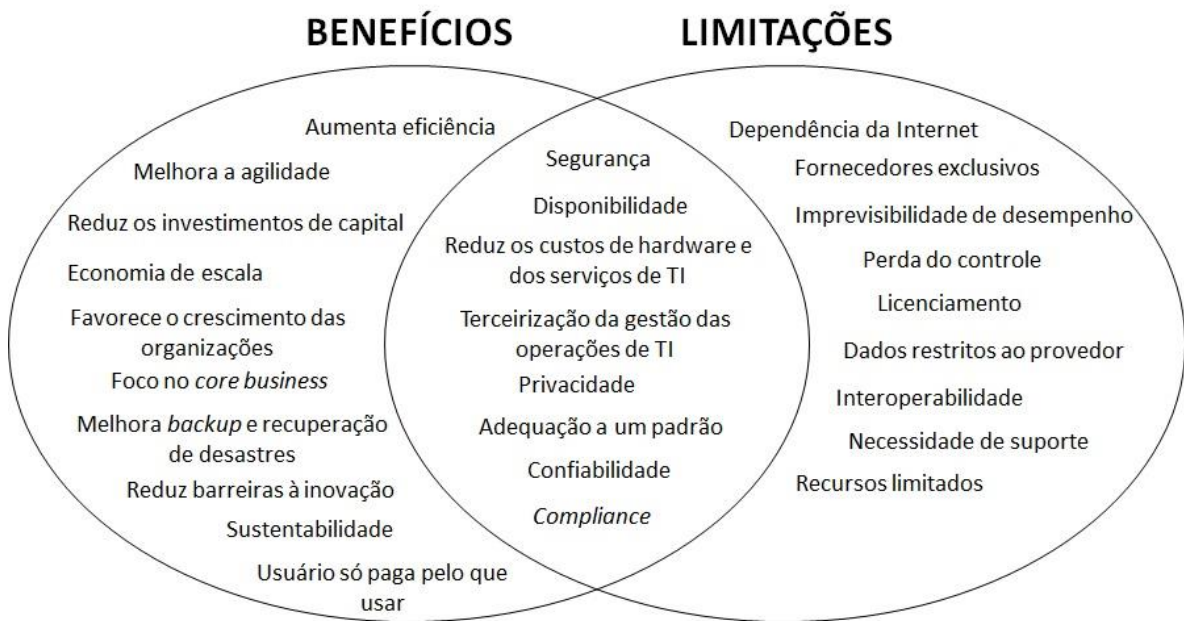 BENEFÍCIOS
LIMITAÇÕES
Aumenta eficiência
Melhora a agilidade
Reduz os investimentos de capital
Economia de escala
Favorece o crescimento das
organizações
Foco no core business
Melhora backup e recuperação
de desastres
Reduz barreiras à inovação
Sustentabilidade
Usuário só paga pelo que
usar
Segurança
Disponibilidade
Reduz os custos de hardware e
dos serviços de TI
Terceirização da gestão das
operações de TI
Privacidade
Adequação a um padrão
Confiabilidade
Compliance
Dependência da Internet
Fornecedores exclusivos
Imprevisibilidade de desempenho
Perda do controle
Licenciamento
Dados restritos ao provedor
Interoperabilidade
Necessidade de suporte
Recursos limitados